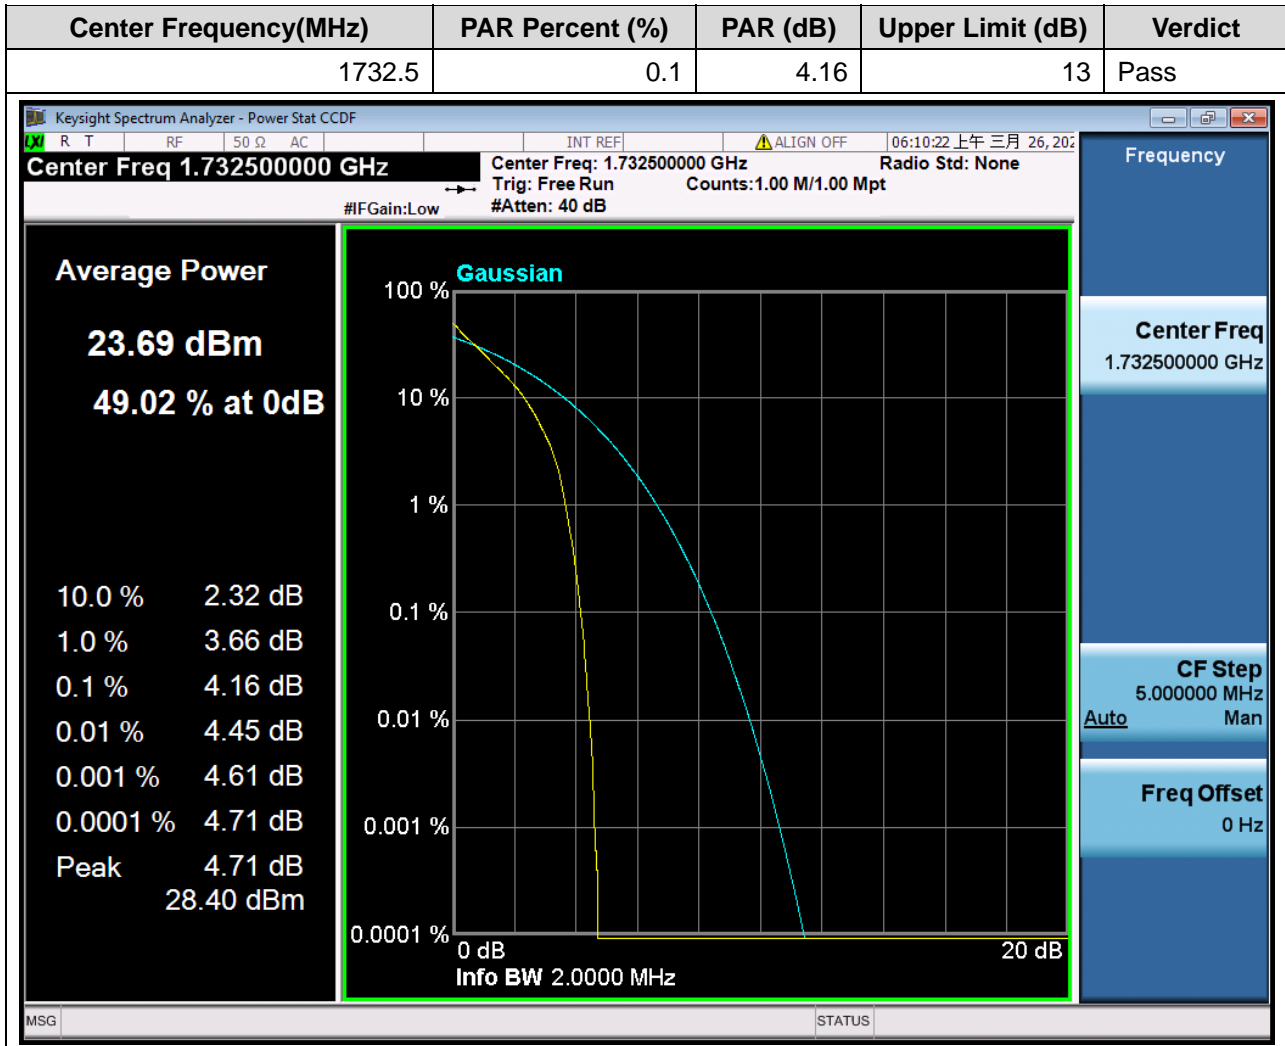 Center Frequency(MHz) PAR Percent (%) PAR (dB) Upper Limit (dB) Verdict
1732.5 0.1 4.16 13 Pass
Keysight Spectrum Analyzer - Power Stat CCDF
LXI R T RF 50 Ω AC INT REF ALIGN OFF 06:10:22 上午 三月 26, 202
Center Freq 1.732500000 GHz
Center Freq: 1.732500000 GHz Radio Std: None
Trig: Free Run Counts:1.00 M/1.00 Mpt
#IFGain:Low #Atten: 40 dB
Average Power
23.69 dBm
49.02 % at 0dB
10.0 % 2.32 dB
1.0 % 3.66 dB
0.1 % 4.16 dB
0.01 % 4.45 dB
0.001 % 4.61 dB
0.0001 % 4.71 dB
Peak 4.71 dB
28.40 dBm
Gaussian
100 %
10 %
1 %
0.1 %
0.01 %
0.001 %
0.0001 %
0 dB 20 dB
Info BW 2.0000 MHz
Frequency
Center Freq
1.732500000 GHz
CF Step
5.000000 MHz
Auto Man
Freq Offset
0 Hz
MSG STATUS